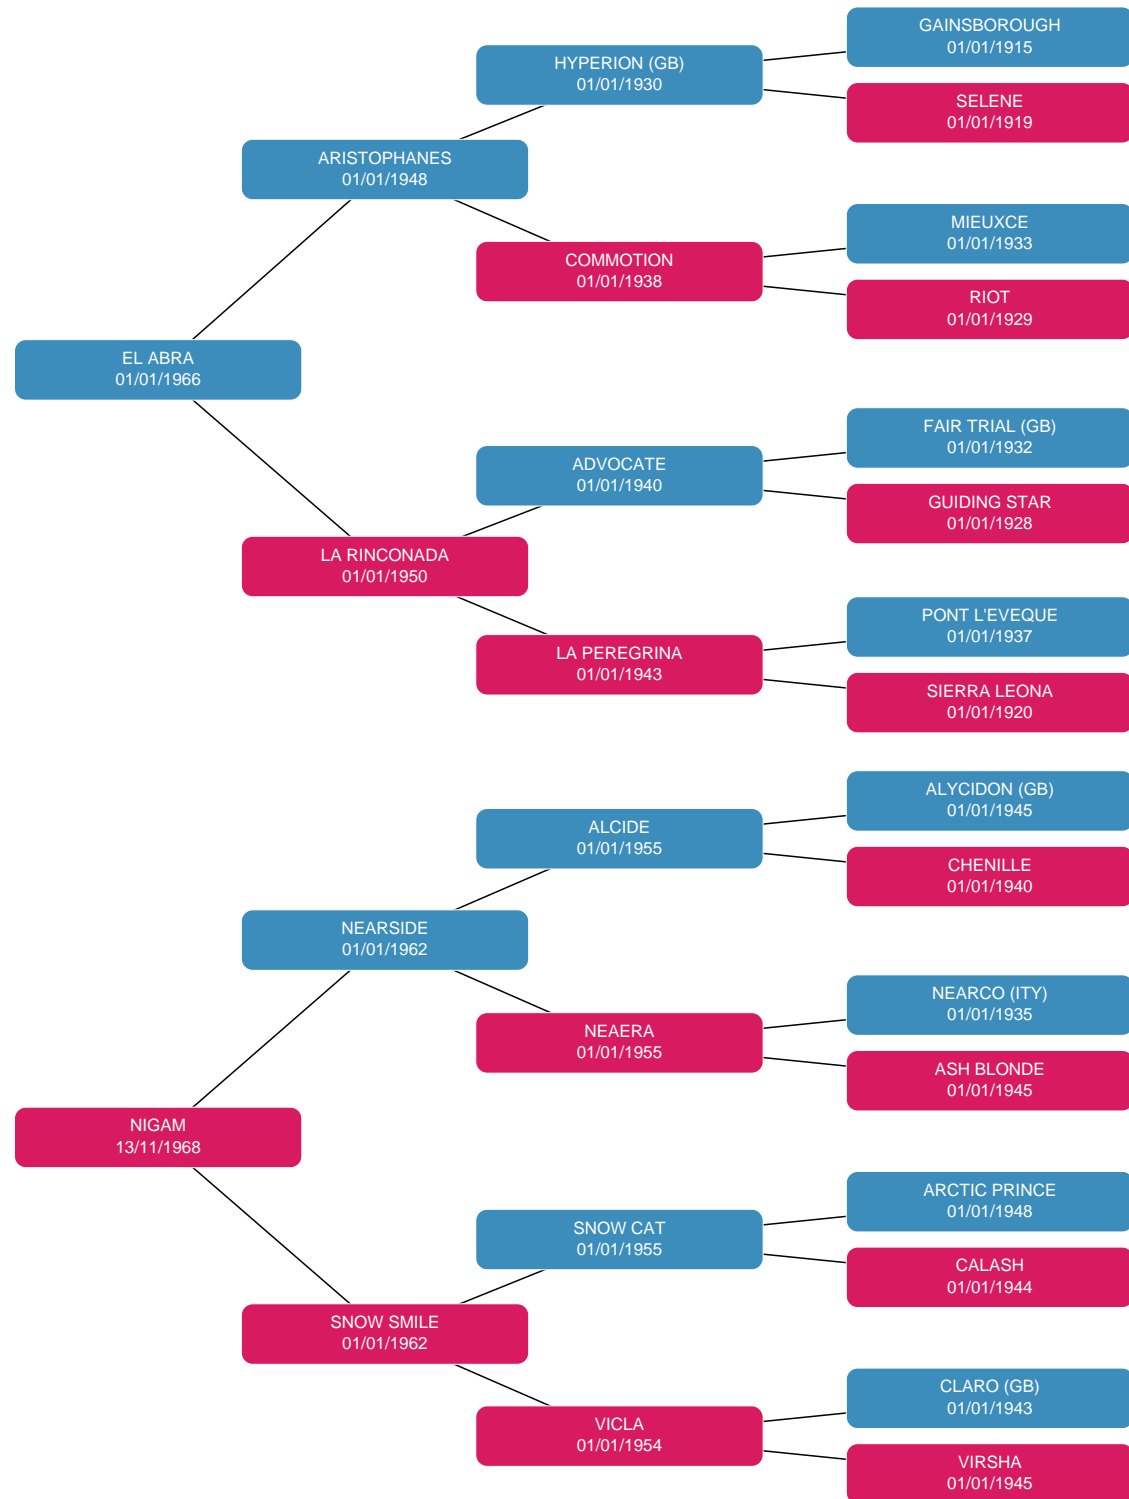 GAINSBOROUGH
01/01/1915
HYPERION (GB)
01/01/1930
SELENE
01/01/1919
ARISTOPHANES
01/01/1948
MIEUXCE
01/01/1933
COMMOTION
01/01/1938
RIOT
01/01/1929
EL ABRA
01/01/1966
FAIR TRIAL (GB)
01/01/1932
ADVOCATE
01/01/1940
GUIDING STAR
01/01/1928
LA RINCONADA
01/01/1950
PONT L'EVEQUE
01/01/1937
LA PEREGRINA
01/01/1943
SIERRA LEONA
01/01/1920
ALYCIDON (GB)
01/01/1945
ALCIDE
01/01/1955
CHENILLE
01/01/1940
NEARSIDE
01/01/1962
NEARCO (ITY)
01/01/1935
NEAERA
01/01/1955
ASH BLONDE
01/01/1945
NIGAM
13/11/1968
ARCTIC PRINCE
01/01/1948
SNOW CAT
01/01/1955
CALASH
01/01/1944
SNOW SMILE
01/01/1962
CLARO (GB)
01/01/1943
VICLA
01/01/1954
VIRSHA
01/01/1945